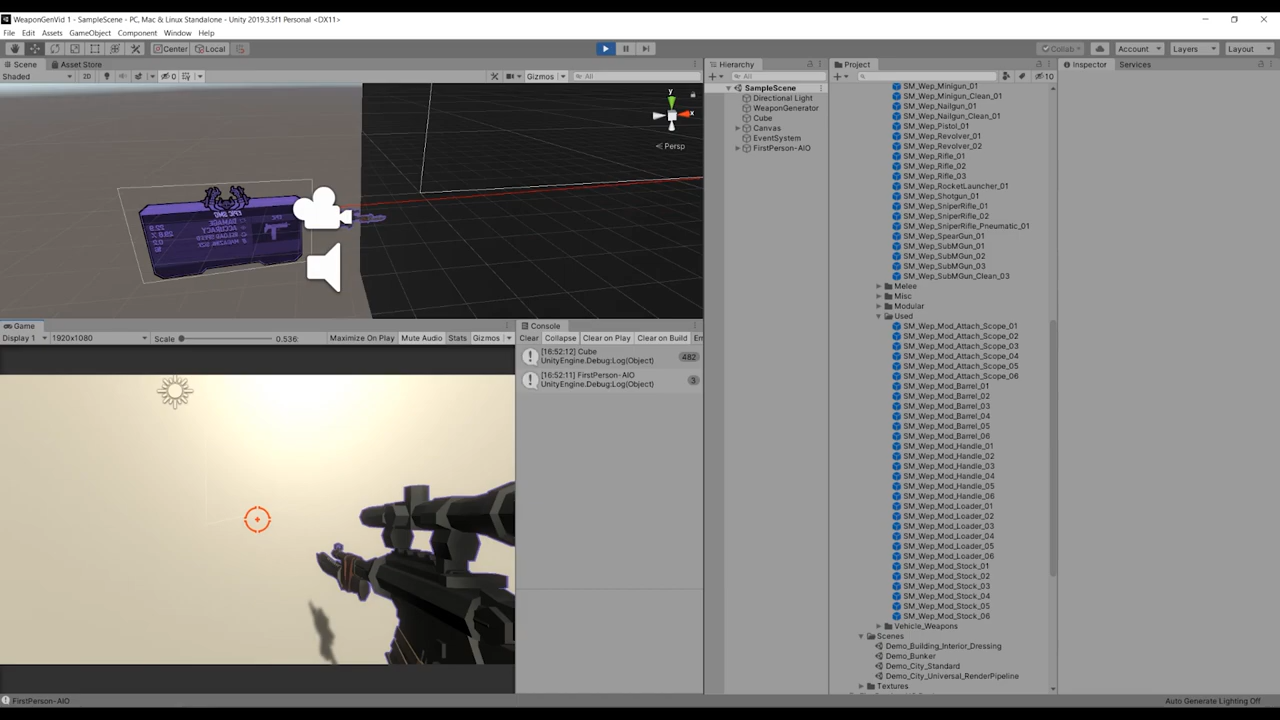 WeaponGenVid 1 - SampleScene - PC, Mac & Linux Standalone - Unity 2019.3.5f1 Personal <DX11>
File Edit Assets GameObject Component Window Help
Center Local
Collab Account Layers Layout
Scene Asset Store
Shaded 2D 0 Gizmos All
y
x
Persp
EPIC SMG
DAMAGE
ACCURACY
Game
Display 1 1920x1080 Scale 0.536 Maximize On Play Mute Audio Stats Gizmos
Console
Clear Collapse Clear on Play Clear on Build
[16:52:12] Cube
UnityEngine.Debug:Log(Object)
482
[16:52:11] FirstPerson-AIO
UnityEngine.Debug:Log(Object)
3
Hierarchy
All
SampleScene
Directional Light
WeaponGenerator
Cube
Canvas
EventSystem
FirstPerson-AIO
Project
10
SM_Wep_Minigun_01
SM_Wep_Minigun_Clean_01
SM_Wep_Nailgun_01
SM_Wep_Nailgun_Clean_01
SM_Wep_Pistol_01
SM_Wep_Revolver_01
SM_Wep_Revolver_02
SM_Wep_Rifle_01
SM_Wep_Rifle_02
SM_Wep_Rifle_03
SM_Wep_RocketLauncher_01
SM_Wep_Shotgun_01
SM_Wep_SniperRifle_01
SM_Wep_SniperRifle_02
SM_Wep_SniperRifle_Pneumatic_01
SM_Wep_SpearGun_01
SM_Wep_SubMGun_01
SM_Wep_SubMGun_02
SM_Wep_SubMGun_03
SM_Wep_SubMGun_Clean_03
Melee
Misc
Modular
Used
SM_Wep_Mod_Attach_Scope_01
SM_Wep_Mod_Attach_Scope_02
SM_Wep_Mod_Attach_Scope_03
SM_Wep_Mod_Attach_Scope_04
SM_Wep_Mod_Attach_Scope_05
SM_Wep_Mod_Attach_Scope_06
SM_Wep_Mod_Barrel_01
SM_Wep_Mod_Barrel_02
SM_Wep_Mod_Barrel_03
SM_Wep_Mod_Barrel_04
SM_Wep_Mod_Barrel_05
SM_Wep_Mod_Barrel_06
SM_Wep_Mod_Handle_01
SM_Wep_Mod_Handle_02
SM_Wep_Mod_Handle_03
SM_Wep_Mod_Handle_04
SM_Wep_Mod_Handle_05
SM_Wep_Mod_Handle_06
SM_Wep_Mod_Loader_01
SM_Wep_Mod_Loader_02
SM_Wep_Mod_Loader_03
SM_Wep_Mod_Loader_04
SM_Wep_Mod_Loader_05
SM_Wep_Mod_Loader_06
SM_Wep_Mod_Stock_01
SM_Wep_Mod_Stock_02
SM_Wep_Mod_Stock_03
SM_Wep_Mod_Stock_04
SM_Wep_Mod_Stock_05
SM_Wep_Mod_Stock_06
Vehicle_Weapons
Scenes
Demo_Building_Interior_Dressing
Demo_Bunker
Demo_City_Standard
Demo_City_Universal_RenderPipeline
Textures
Inspector Services
FirstPerson-AIO
Auto Generate Lighting Off